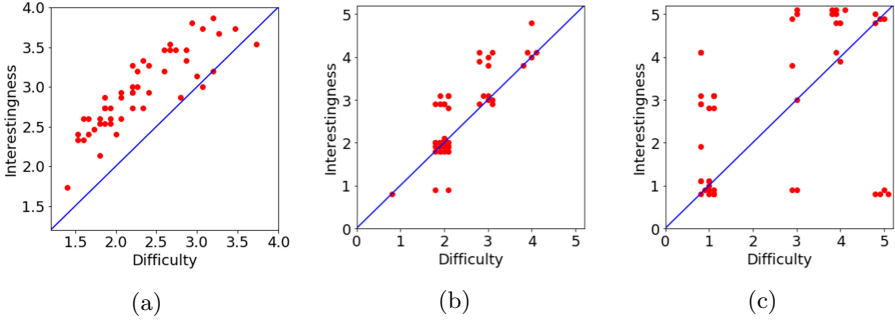 4.0
3.5
3.0
2.5
2.0
1.5
Interestingness
1.5 2.0 2.5 3.0 3.5 4.0
Difficulty
(a)
5
4
3
2
1
0
Interestingness
0 1 2 3 4 5
Difficulty
(b)
5
4
3
2
1
0
Interestingness
0 1 2 3 4 5
Difficulty
(c)